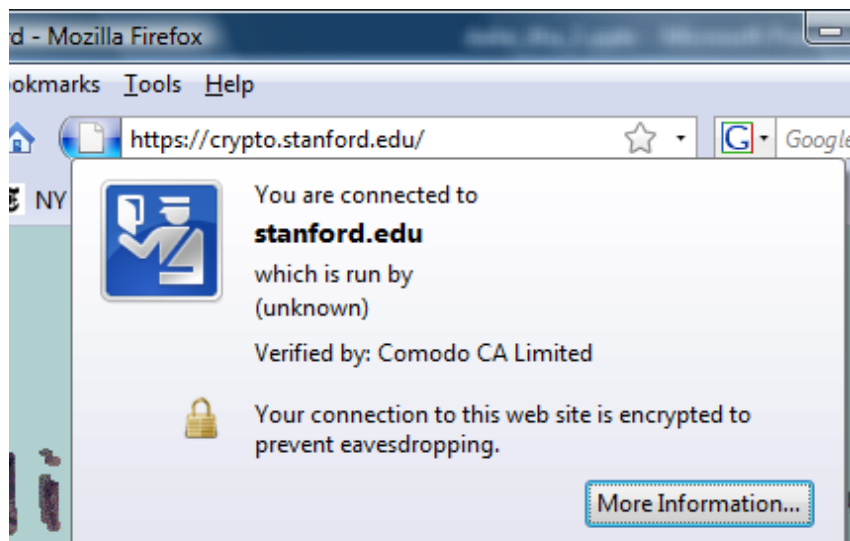 rd - Mozilla Firefox
okmarks Tools Help
https://crypto.stanford.edu/
G Google
NY
You are connected to
stanford.edu
which is run by
(unknown)
Verified by: Comodo CA Limited
Your connection to this web site is encrypted to
prevent eavesdropping.
More Information...